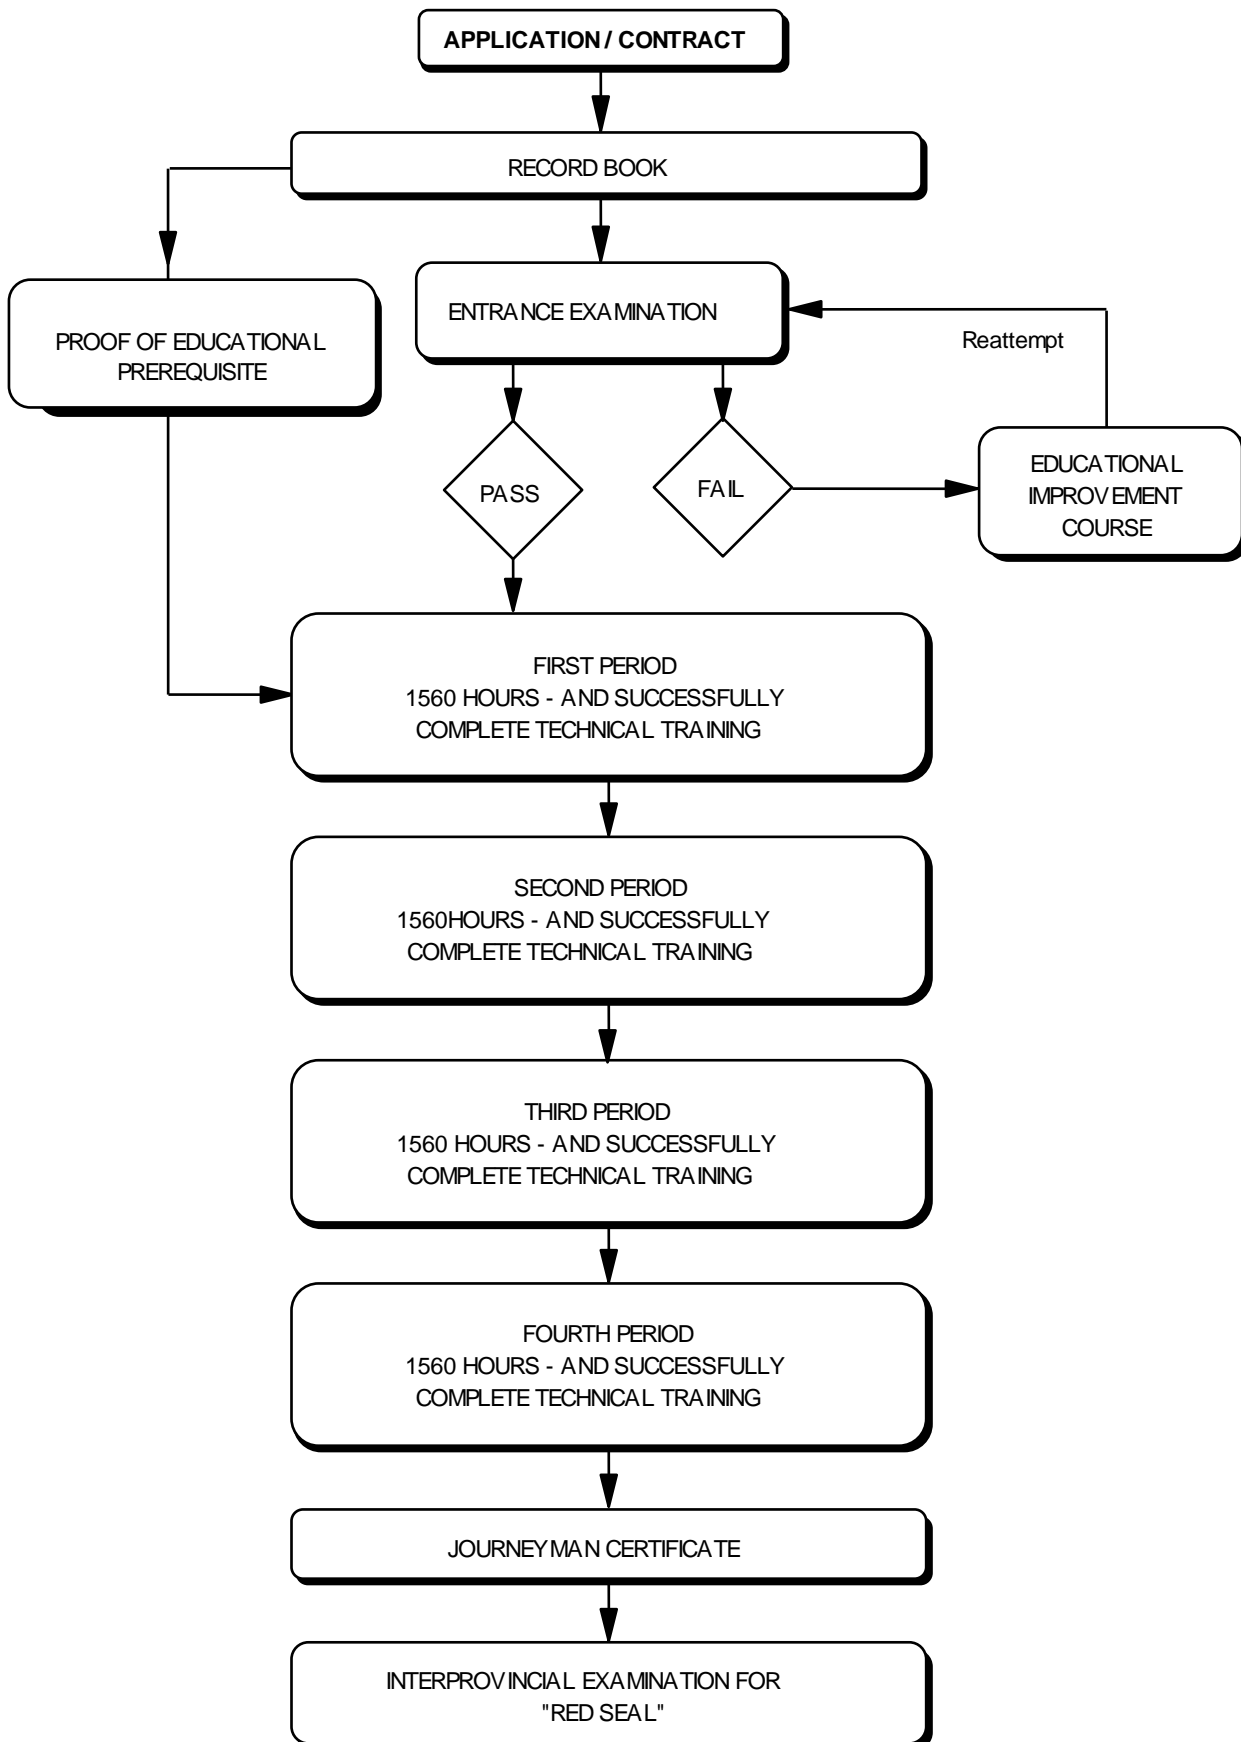 APPLICATION / CONTRACT
RECORD BOOK
PROOF OF EDUCATIONAL
PREREQUISITE
ENTRANCE EXAMINATION
Reattempt
PASS
FAIL
EDUCATIONAL
IMPROVEMENT
COURSE
FIRST PERIOD
1560 HOURS - AND SUCCESSFULLY
COMPLETE TECHNICAL TRAINING
SECOND PERIOD
1560HOURS - AND SUCCESSFULLY
COMPLETE TECHNICAL TRAINING
THIRD PERIOD
1560 HOURS - AND SUCCESSFULLY
COMPLETE TECHNICAL TRAINING
FOURTH PERIOD
1560 HOURS - AND SUCCESSFULLY
COMPLETE TECHNICAL TRAINING
JOURNEYMAN CERTIFICATE
INTERPROVINCIAL EXAMINATION FOR
"RED SEAL"